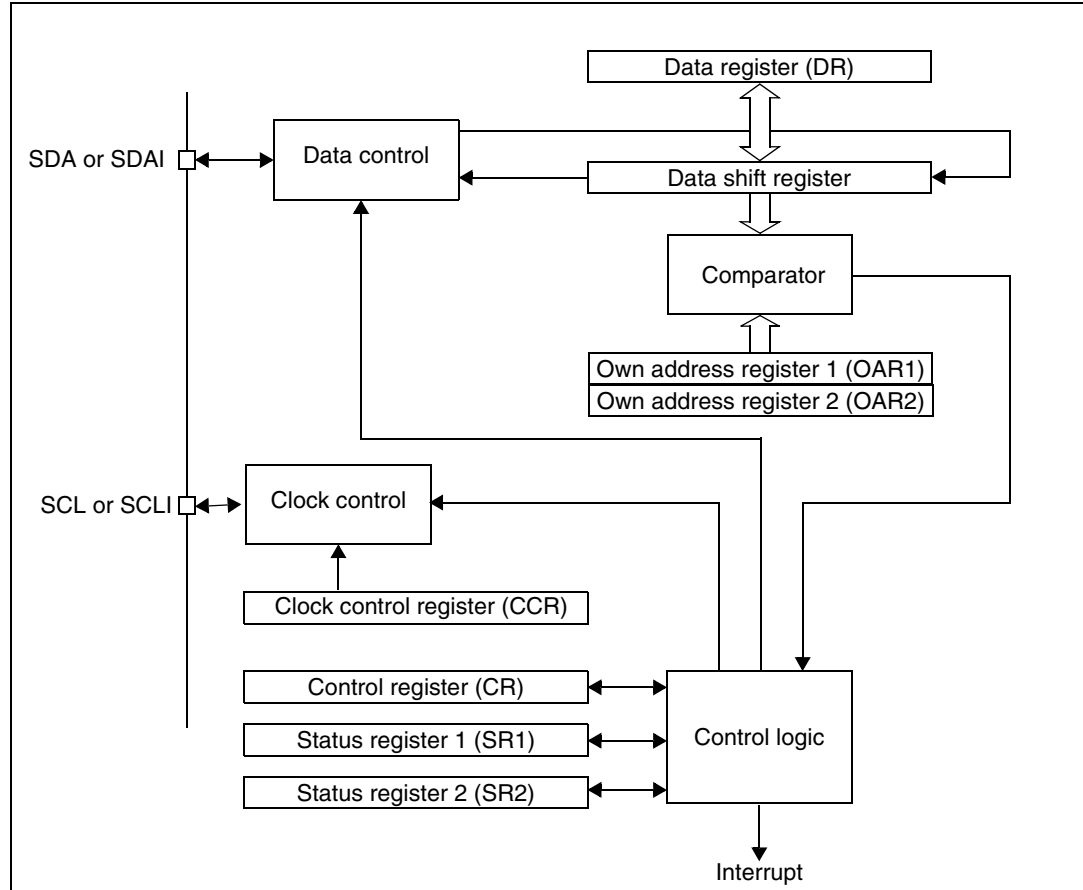 Data register (DR)
SDA or SDAI
Data control
Data shift register
Comparator
Own address register 1 (OAR1)
Own address register 2 (OAR2)
SCL or SCLI
Clock control
Clock control register (CCR)
Control register (CR)
Status register 1 (SR1)
Control logic
Status register 2 (SR2)
Interrupt